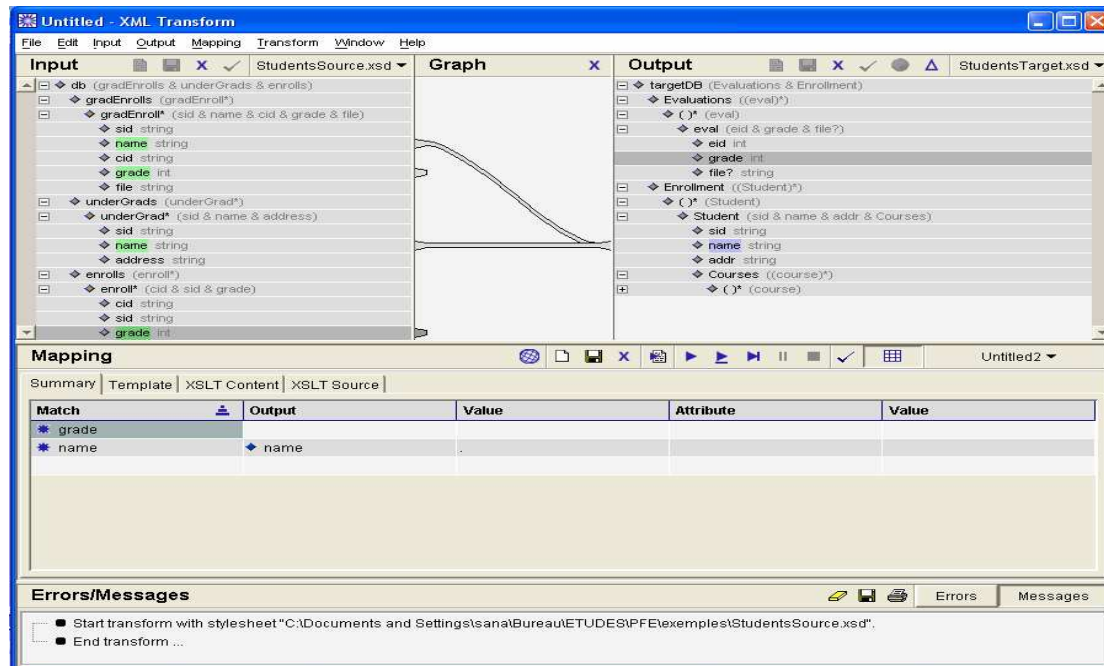 Untitled - XML Transform
File Edit Input Output Mapping Transform Window Help
Input StudentsSource.xsd
db (gradEnrolls & underGrads & enrolls)
gradEnrolls (gradEnroll*)
gradEnroll* (sid & name & cid & grade & file)
sid string
name string
cid string
grade int
file string
underGrads (underGrad*)
underGrad* (sid & name & address)
sid string
name string
address string
enrolls (enroll*)
enroll* (cid & sid & grade)
cid string
sid string
grade int
Graph
Output StudentsTarget.xsd
targetDB (Evaluations & Enrollment)
Evaluations ((eval)*)
( )* (eval)
eval (eid & grade & file?)
eid int
grade int
file? string
Enrollment ((Student)*)
( )* (Student)
Student (sid & name & addr & Courses)
sid string
name string
addr string
Courses ((course)*)
( )* (course)
Mapping Untitled2
Summary Template XSLT Content XSLT Source
Match Output Value Attribute Value
grade
name name .
Errors/Messages Errors Messages
Start transform with stylesheet "C:\Documents and Settings\sana\Bureau\ETUDES\PFE\exemples\StudentsSource.xsd".
End transform ...